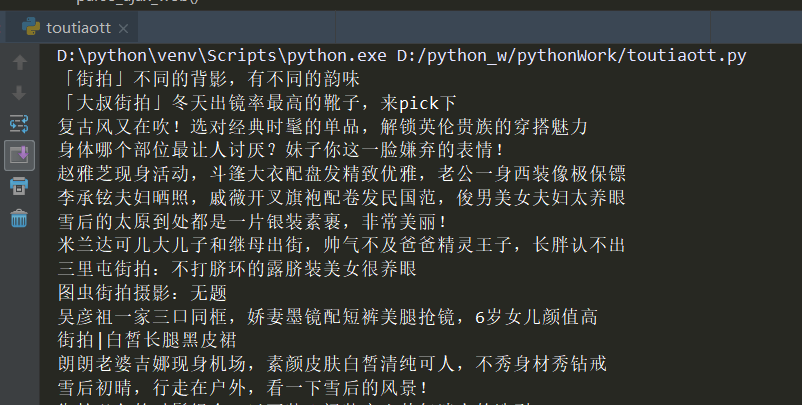 toutiaott
D:\python\venv\Scripts\python.exe D:/python_w/pythonWork/toutiaott.py
「街拍」不同的背影，有不同的韵味
「大叔街拍」冬天出镜率最高的靴子，来pick下
复古风又在吹！选对经典时髦的单品，解锁英伦贵族的穿搭魅力
身体哪个部位最让人讨厌？妹子你这一脸嫌弃的表情！
赵雅芝现身活动，斗篷大衣配盘发精致优雅，老公一身西装像极保镖
李承铉夫妇晒照，戚薇开叉旗袍配卷发民国范，俊男美女夫妇太养眼
雪后的太原到处都是一片银装素裹，非常美丽！
米兰达可儿大儿子和继母出街，帅气不及爸爸精灵王子，长胖认不出
三里屯街拍：不打脐环的露脐装美女很养眼
图虫街拍摄影：无题
吴彦祖一家三口同框，娇妻墨镜配短裤美腿抢镜，6岁女儿颜值高
街拍|白皙长腿黑皮裙
朗朗老婆吉娜现身机场，素颜皮肤白皙清纯可人，不秀身材秀钻戒
雪后初晴，行走在户外，看一下雪后的风景！